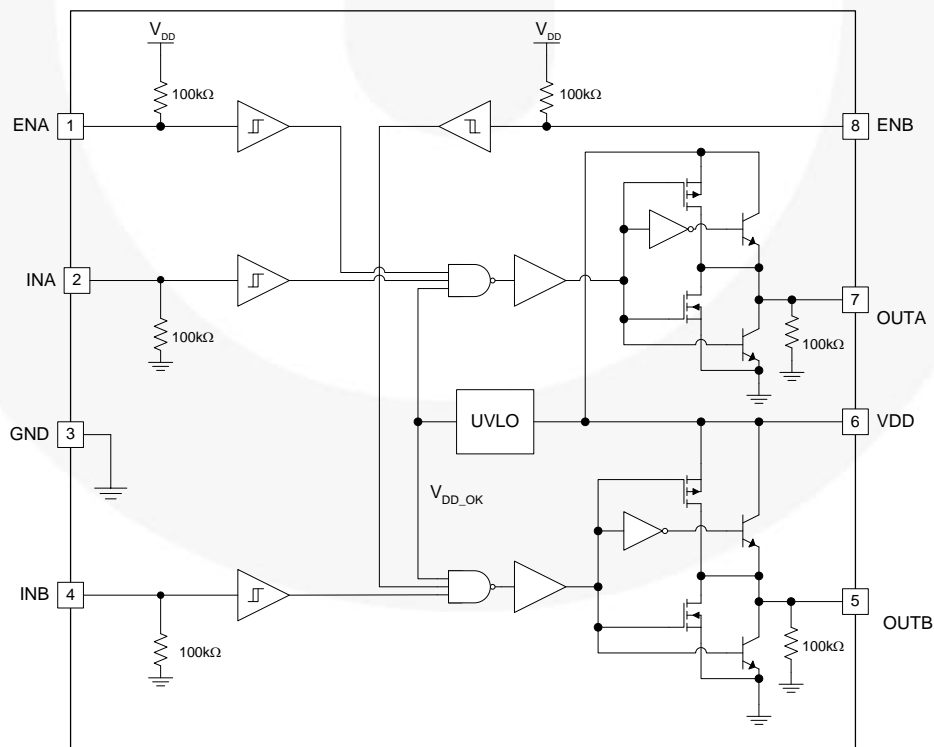 VDD
VDD
100kΩ
100kΩ
ENA
1
8
ENB
INA
2
7
OUTA
100kΩ
100kΩ
GND
3
UVLO
6
VDD
VDD_OK
INB
4
5
OUTB
100kΩ
100kΩ